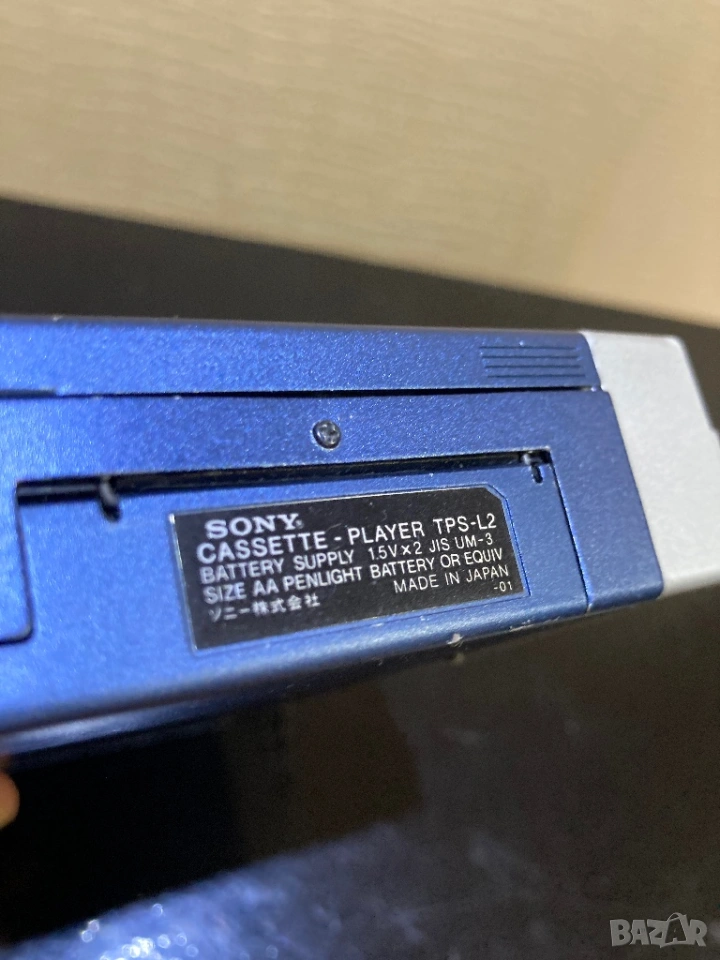 SONY.
CASSETTE-PLAYER TPS-L2
BATTERY SUPPLY 1.5V×2 JIS UM-3
SIZE AA PENLIGHT BATTERY OR EQUIV
MADE IN JAPAN
ソニー株式会社
-01
BAZAR